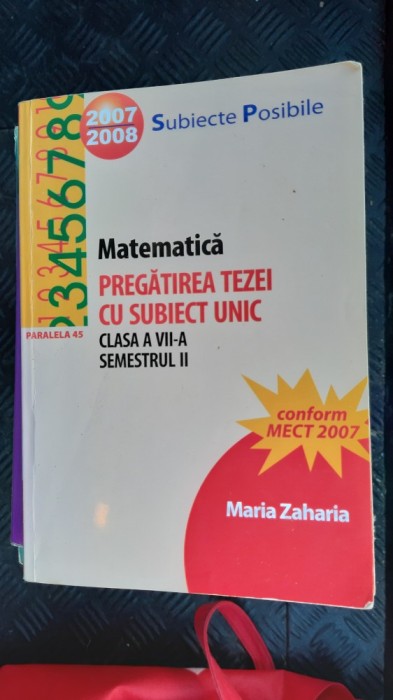 2007
2008
Subiecte Posibile
Matematică
PREGĂTIREA TEZEI
CU SUBIECT UNIC
PARALELA 45
CLASA A VII-A
SEMESTRUL II
conform
MECT 2007
Maria Zaharia